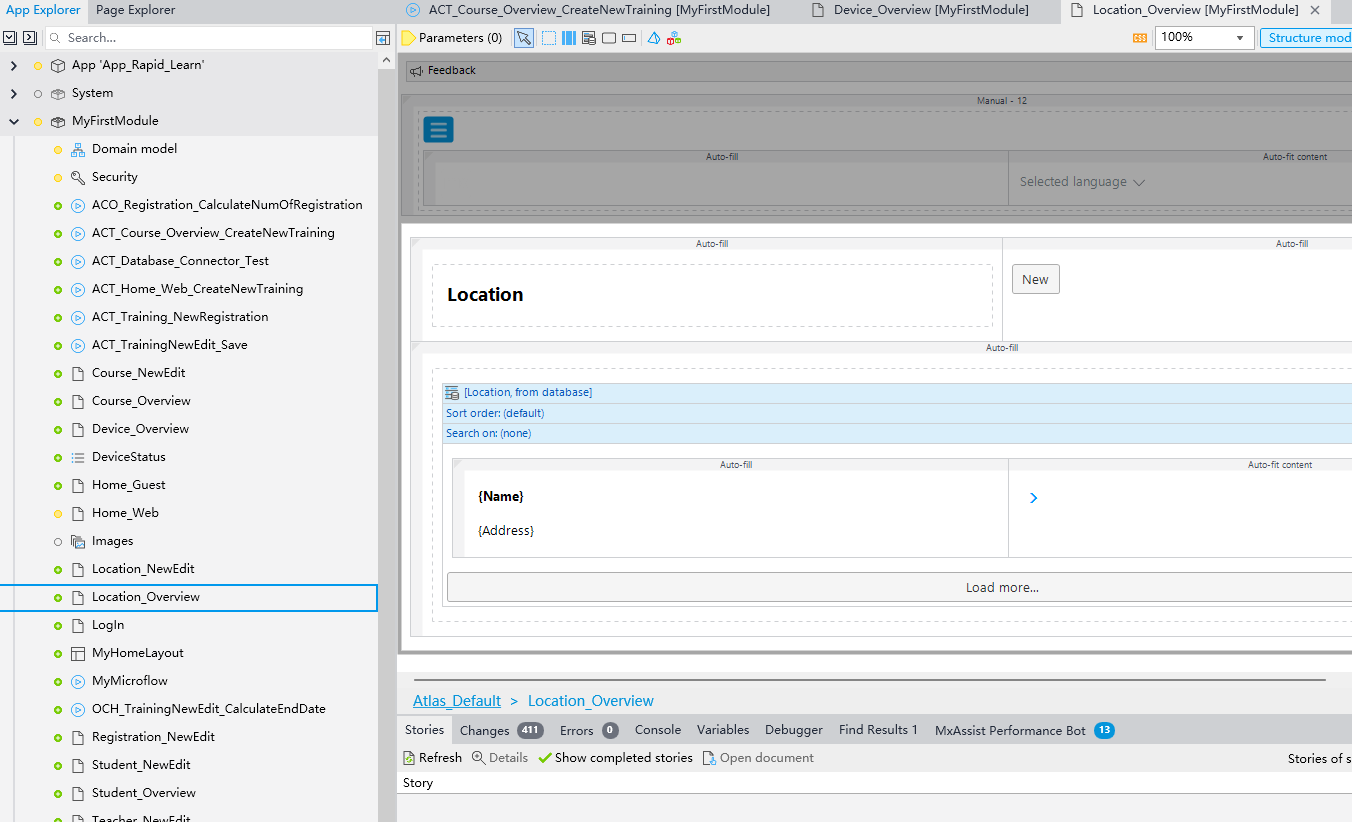 App Explorer
Page Explorer
Search...
App 'App_Rapid_Learn'
System
MyFirstModule
Domain model
Security
ACO_Registration_CalculateNumOfRegistration
ACT_Course_Overview_CreateNewTraining
ACT_Database_Connector_Test
ACT_Home_Web_CreateNewTraining
ACT_Training_NewRegistration
ACT_TrainingNewEdit_Save
Course_NewEdit
Course_Overview
Device_Overview
DeviceStatus
Home_Guest
Home_Web
Images
Location_NewEdit
Location_Overview
LogIn
MyHomeLayout
MyMicroflow
OCH_TrainingNewEdit_CalculateEndDate
Registration_NewEdit
Student_NewEdit
Student_Overview
Teacher_NewEdit
ACT_Course_Overview_CreateNewTraining [MyFirstModule]
Device_Overview [MyFirstModule]
Location_Overview [MyFirstModule]
Parameters (0)
100%
Structure mod
Feedback
Manual - 12
Auto-fill
Auto-fit content
Selected language
Auto-fill
Auto-fill
Location
New
Auto-fill
[Location, from database]
Sort order: (default)
Search on: (none)
Auto-fill
Auto-fit content
{Name}
{Address}
Load more...
Atlas_Default > Location_Overview
Stories
Changes 411
Errors 0
Console
Variables
Debugger
Find Results 1
MxAssist Performance Bot 13
Refresh
Details
Show completed stories
Open document
Stories of s
Story